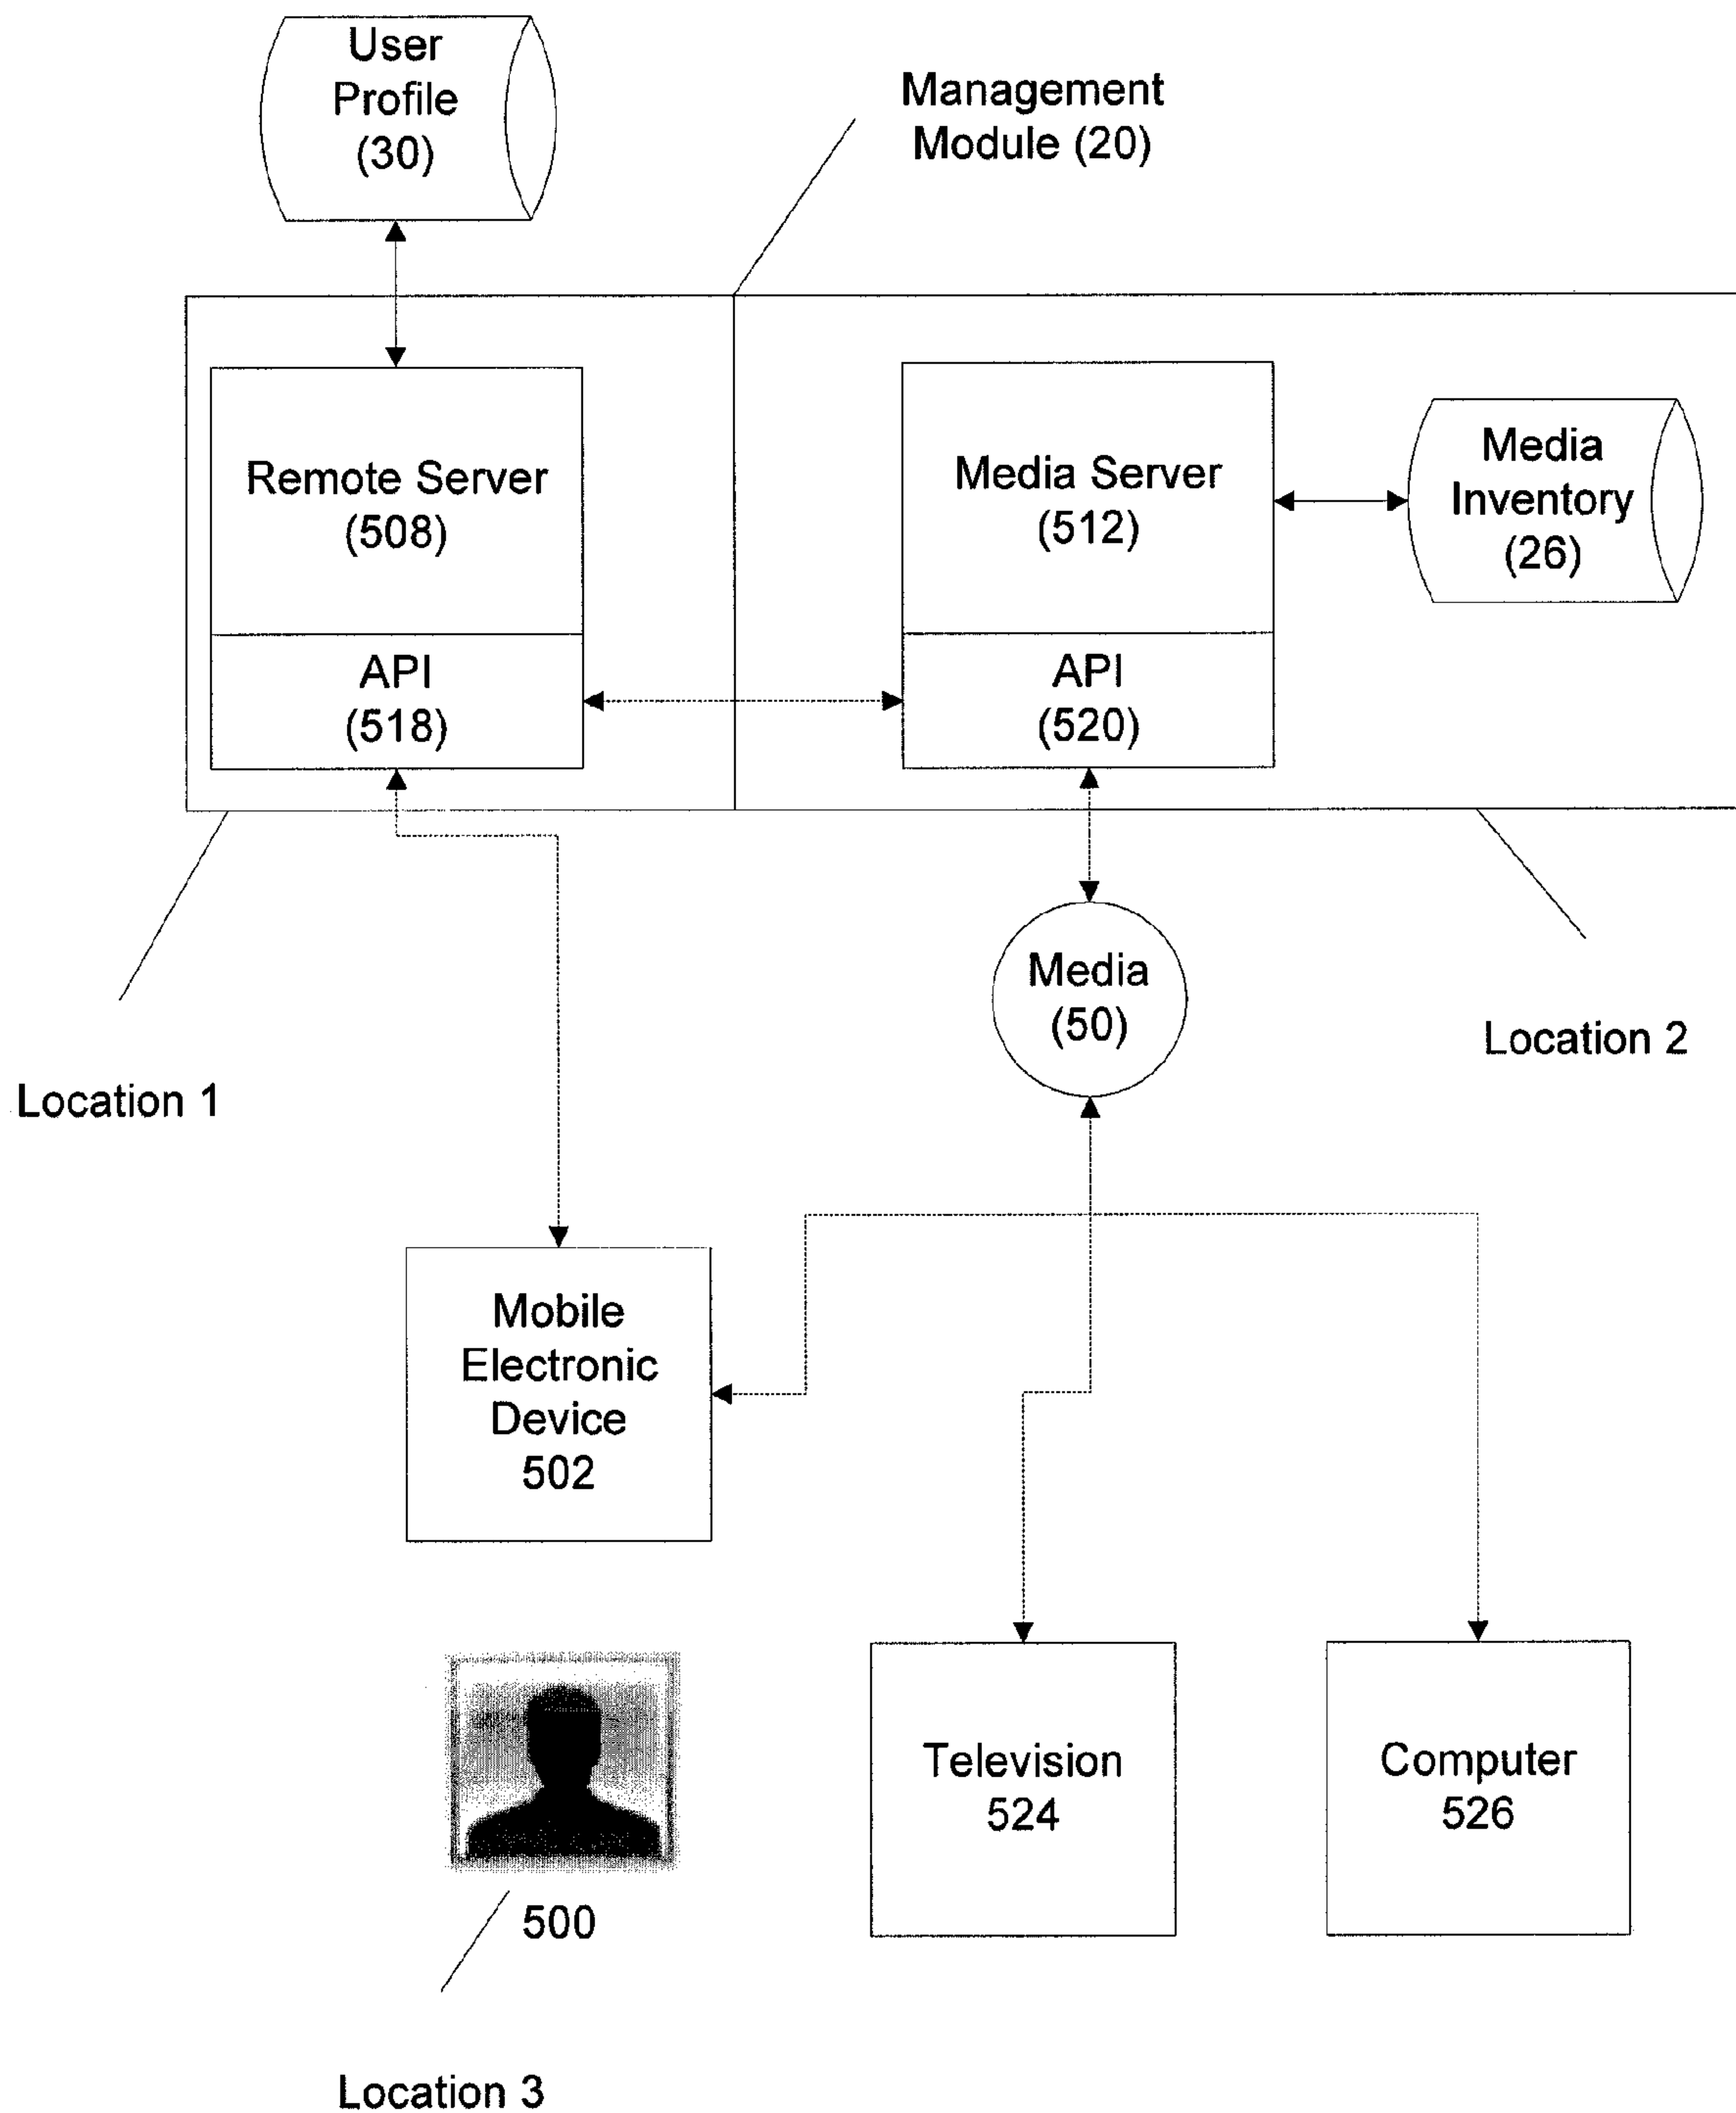 User
Profile
(30)
Management
Module (20)
Remote Server
(508)
API
(518)
Media Server
(512)
API
(520)
Media
Inventory
(26)
Media
(50)
Location 1
Location 2
Mobile
Electronic
Device
502
Television
524
Computer
526
500
Location 3